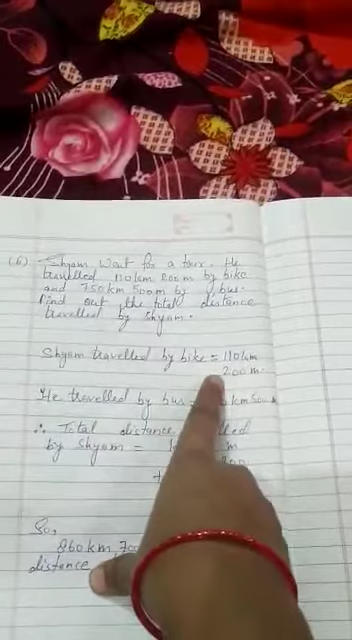 (6) Shyam went for a tour. He
travelled 110km 200m by bike
and 750km 500m by bus.
Find out the total distance
travelled by Shyam.
Shyam travelled by bike = 110km
200m.
He travelled by bus = km 500m
∴ Total distance
by Shyam = m
So,
860km 700
distance